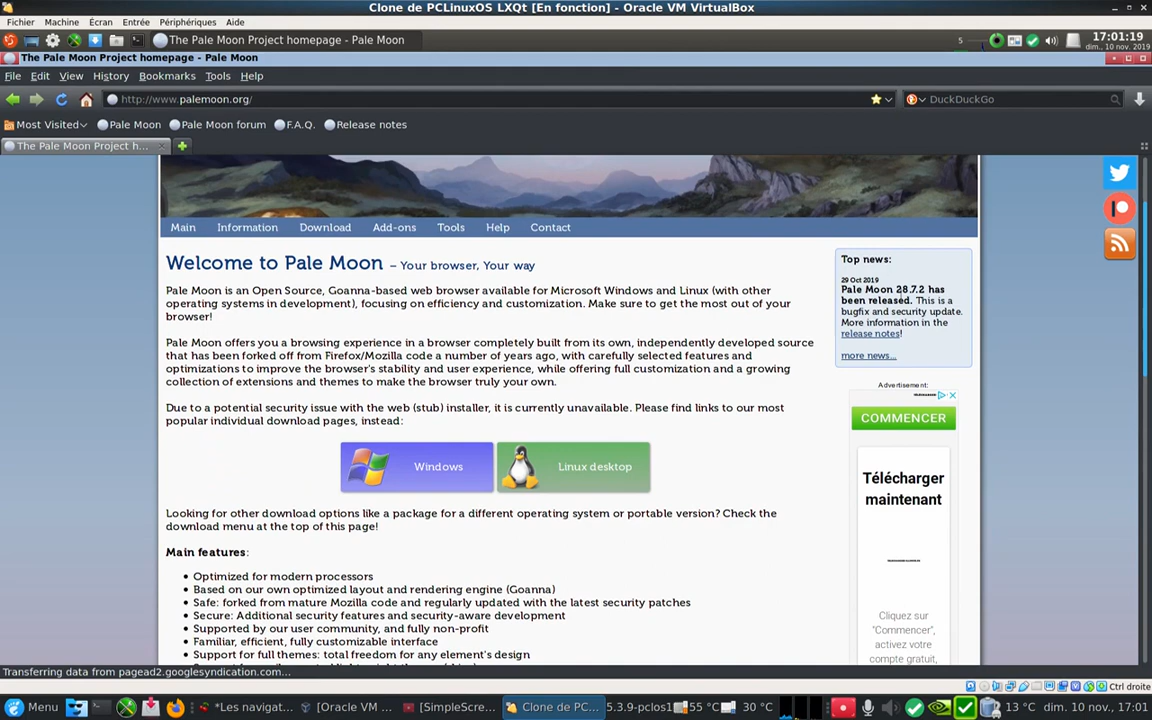 Clone de PCLinuxOS LXQt [En fonction] - Oracle VM VirtualBox
Fichier Machine Écran Entrée Périphériques Aide
The Pale Moon Project homepage - Pale Moon
5
17:01:19
dim., 10 nov. 2019
The Pale Moon Project homepage - Pale Moon
File Edit View History Bookmarks Tools Help
http://www.palemoon.org/
DuckDuckGo
Most Visited Pale Moon Pale Moon forum F.A.Q. Release notes
The Pale Moon Project h...
Main Information Download Add-ons Tools Help Contact
Welcome to Pale Moon – Your browser, Your way
Pale Moon is an Open Source, Goanna-based web browser available for Microsoft Windows and Linux (with other
operating systems in development), focusing on efficiency and customization. Make sure to get the most out of your
browser!
Pale Moon offers you a browsing experience in a browser completely built from its own, independently developed source
that has been forked off from Firefox/Mozilla code a number of years ago, with carefully selected features and
optimizations to improve the browser's stability and user experience, while offering full customization and a growing
collection of extensions and themes to make the browser truly your own.
Due to a potential security issue with the web (stub) installer, it is currently unavailable. Please find links to our most
popular individual download pages, instead:
Windows
Linux desktop
Looking for other download options like a package for a different operating system or portable version? Check the
download menu at the top of this page!
Main features:
• Optimized for modern processors
• Based on our own optimized layout and rendering engine (Goanna)
• Safe: forked from mature Mozilla code and regularly updated with the latest security patches
• Secure: Additional security features and security-aware development
• Supported by our user community, and fully non-profit
• Familiar, efficient, fully customizable interface
• Support for full themes: total freedom for any element's design
Top news:
29 Oct 2019
Pale Moon 28.7.2 has
been released. This is a
bugfix and security update.
More information in the
release notes!
more news...
Advertisement:
COMMENCER
Télécharger
maintenant
Cliquez sur
"Commencer",
activez votre
compte gratuit,
Transferring data from pagead2.googlesyndication.com...
Ctrl droite
Menu
*Les navigat...
[Oracle VM ...
[SimpleScre...
Clone de PC...
5.3.9-pclos1
55 °C
30 °C
13 °C
dim. 10 nov., 17:01